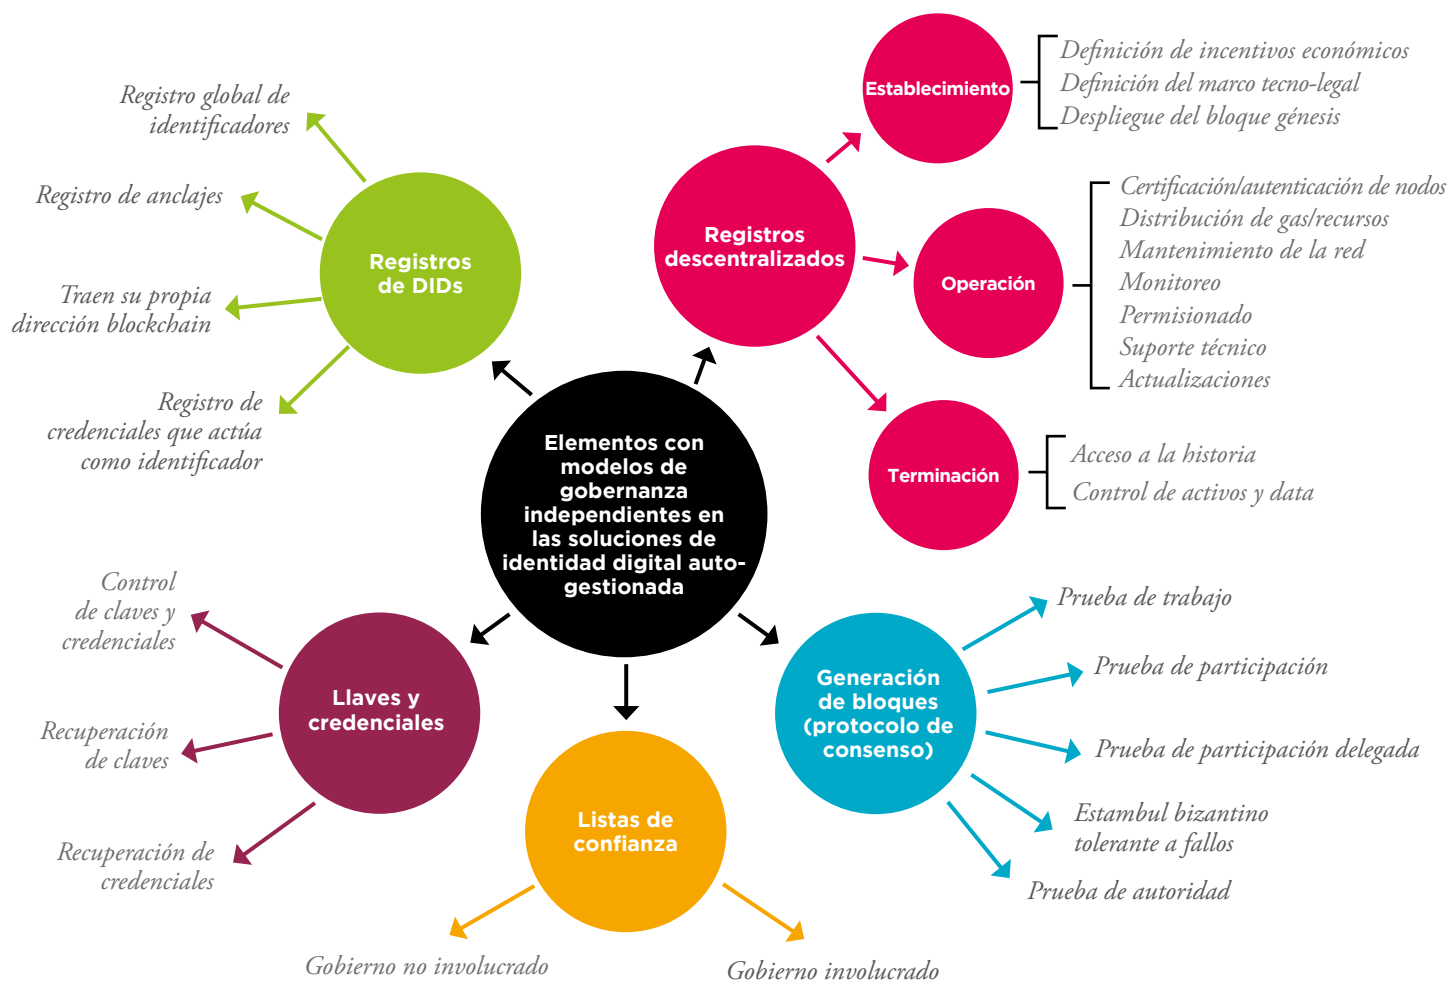 Elementos con
modelos de
gobernanza
independientes en
las soluciones de
identidad digital auto-
gestionada
Registros
de DIDs
Registro global de
identificadores
Registro de anclajes
Traen su propia
dirección blockchain
Registro de
credenciales que actúa
como identificador
Registros
descentralizados
Establecimiento
Definición de incentivos económicos
Definición del marco tecno-legal
Despliegue del bloque génesis
Operación
Certificación/autenticación de nodos
Distribución de gas/recursos
Mantenimiento de la red
Monitoreo
Permisionado
Suporte técnico
Actualizaciones
Terminación
Acceso a la historia
Control de activos y data
Generación
de bloques
(protocolo de
consenso)
Prueba de trabajo
Prueba de participación
Prueba de participación delegada
Estambul bizantino
tolerante a fallos
Prueba de autoridad
Listas de
confianza
Gobierno no involucrado
Gobierno involucrado
Llaves y
credenciales
Control
de claves y
credenciales
Recuperación
de claves
Recuperación de
credenciales